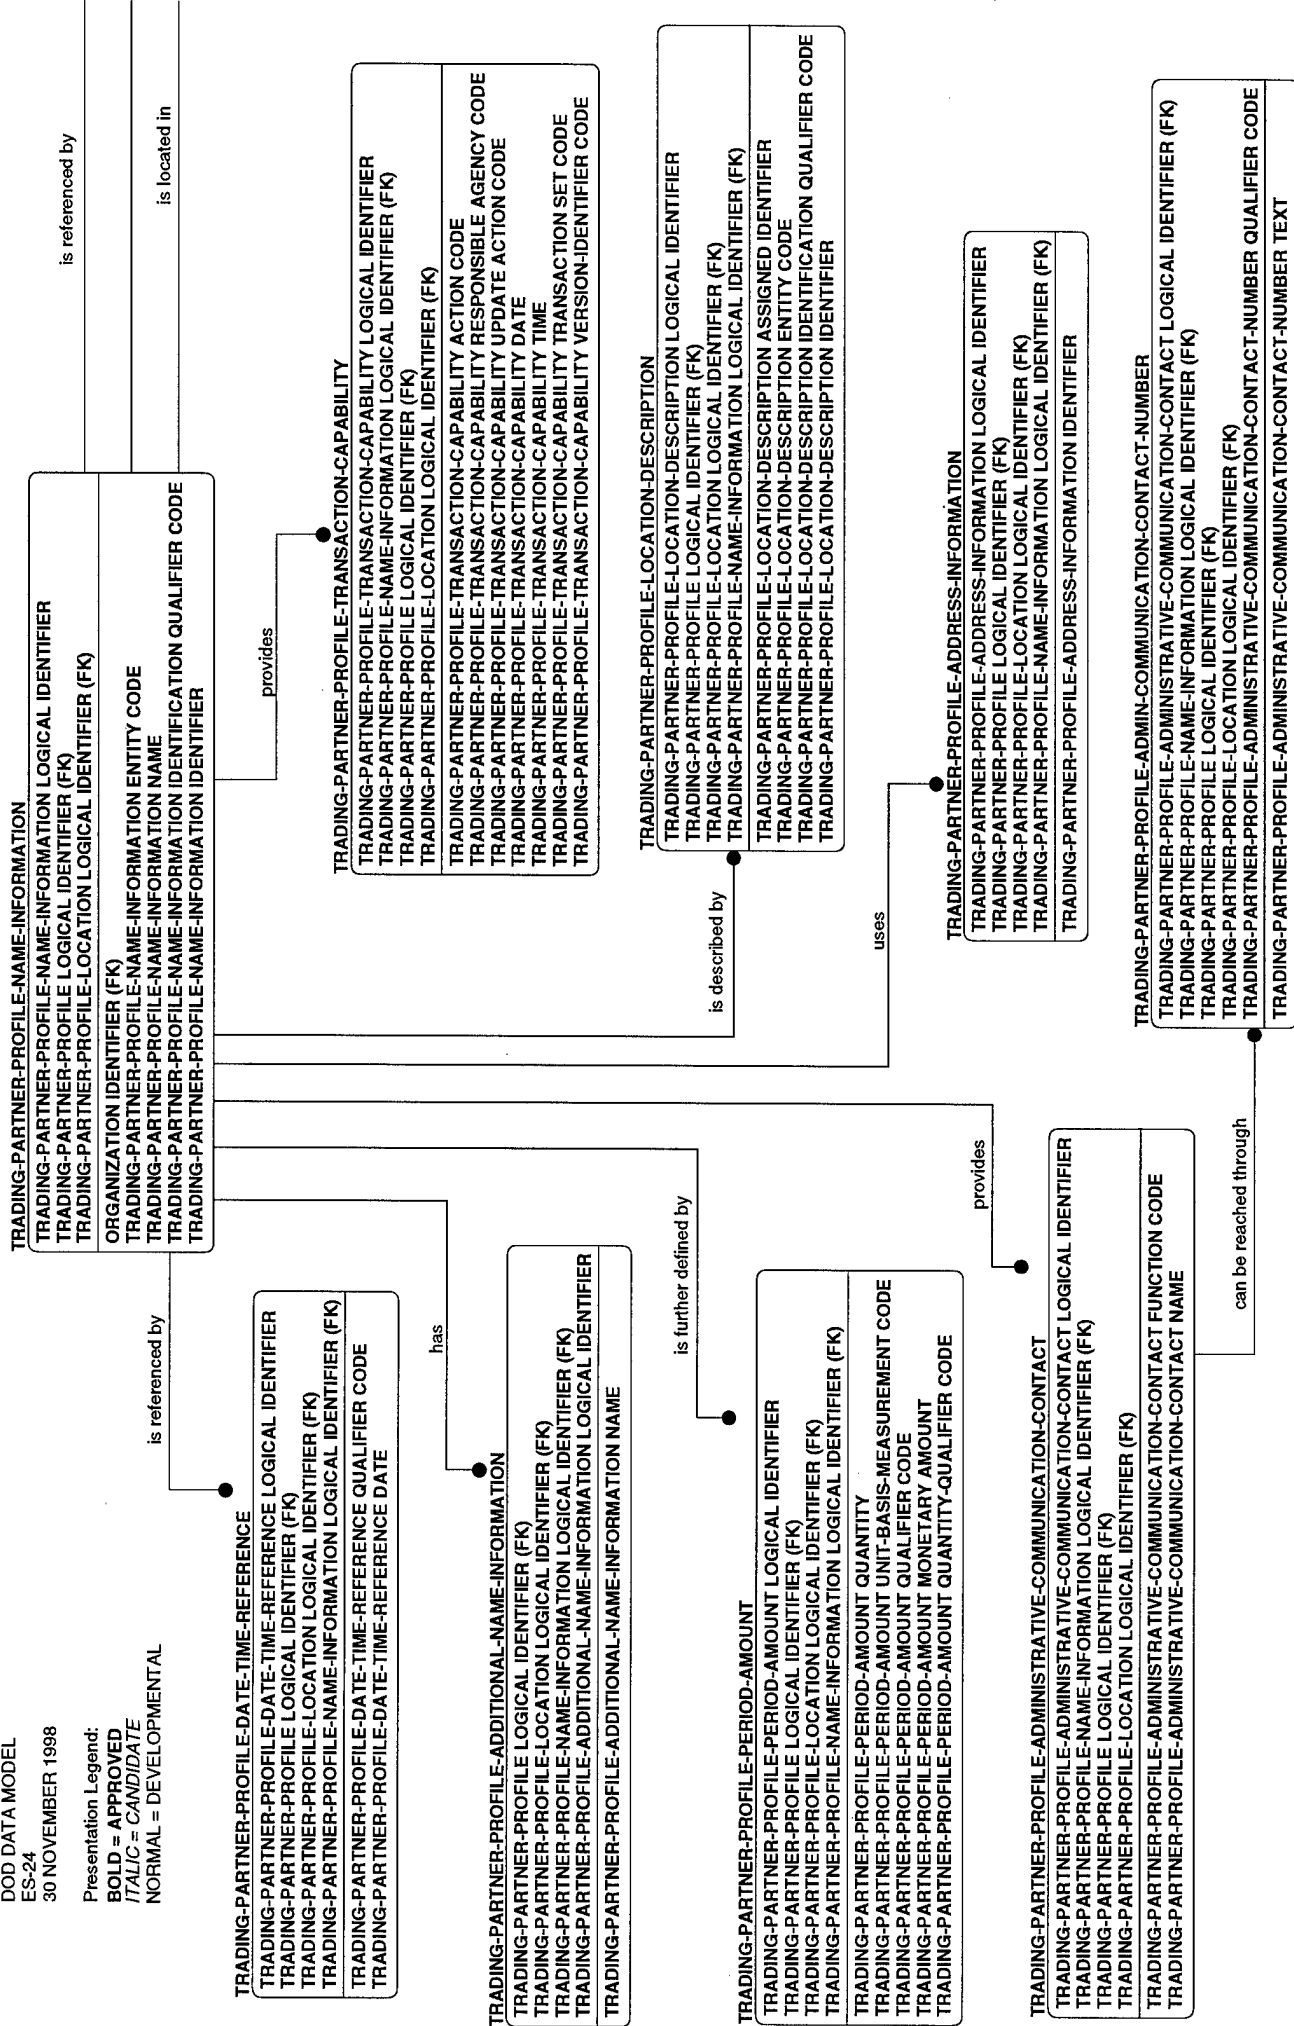 DOD DATA MODEL
ES-24
30 NOVEMBER 1998
Presentation Legend:
BOLD = APPROVED
ITALIC = CANDIDATE
NORMAL = DEVELOPMENTAL
TRADING-PARTNER-PROFILE-NAME-INFORMATION
TRADING-PARTNER-PROFILE-NAME-INFORMATION LOGICAL IDENTIFIER
TRADING-PARTNER-PROFILE LOGICAL IDENTIFIER (FK)
TRADING-PARTNER-PROFILE-LOCATION LOGICAL IDENTIFIER (FK)
ORGANIZATION IDENTIFIER (FK)
TRADING-PARTNER-PROFILE-NAME-INFORMATION ENTITY CODE
TRADING-PARTNER-PROFILE-NAME-INFORMATION NAME
TRADING-PARTNER-PROFILE-NAME-INFORMATION IDENTIFICATION QUALIFIER CODE
TRADING-PARTNER-PROFILE-NAME-INFORMATION IDENTIFIER
is referenced by
is located in
is referenced by
TRADING-PARTNER-PROFILE-DATE-TIME-REFERENCE
TRADING-PARTNER-PROFILE-DATE-TIME-REFERENCE LOGICAL IDENTIFIER
TRADING-PARTNER-PROFILE LOGICAL IDENTIFIER (FK)
TRADING-PARTNER-PROFILE-LOCATION LOGICAL IDENTIFIER (FK)
TRADING-PARTNER-PROFILE-NAME-INFORMATION LOGICAL IDENTIFIER (FK)
TRADING-PARTNER-PROFILE-DATE-TIME-REFERENCE QUALIFIER CODE
TRADING-PARTNER-PROFILE-DATE-TIME-REFERENCE DATE
provides
TRADING-PARTNER-PROFILE-TRANSACTION-CAPABILITY
TRADING-PARTNER-PROFILE-TRANSACTION-CAPABILITY LOGICAL IDENTIFIER
TRADING-PARTNER-PROFILE-NAME-INFORMATION LOGICAL IDENTIFIER (FK)
TRADING-PARTNER-PROFILE LOGICAL IDENTIFIER (FK)
TRADING-PARTNER-PROFILE-LOCATION LOGICAL IDENTIFIER (FK)
TRADING-PARTNER-PROFILE-TRANSACTION-CAPABILITY ACTION CODE
TRADING-PARTNER-PROFILE-TRANSACTION-CAPABILITY RESPONSIBLE AGENCY CODE
TRADING-PARTNER-PROFILE-TRANSACTION-CAPABILITY UPDATE ACTION CODE
TRADING-PARTNER-PROFILE-TRANSACTION-CAPABILITY DATE
TRADING-PARTNER-PROFILE-TRANSACTION-CAPABILITY TIME
TRADING-PARTNER-PROFILE-TRANSACTION-CAPABILITY TRANSACTION SET CODE
TRADING-PARTNER-PROFILE-TRANSACTION-CAPABILITY VERSION-IDENTIFIER CODE
has
TRADING-PARTNER-PROFILE-ADDITIONAL-NAME-INFORMATION
TRADING-PARTNER-PROFILE LOGICAL IDENTIFIER (FK)
TRADING-PARTNER-PROFILE-LOCATION LOGICAL IDENTIFIER (FK)
TRADING-PARTNER-PROFILE-NAME-INFORMATION LOGICAL IDENTIFIER (FK)
TRADING-PARTNER-PROFILE-ADDITIONAL-NAME-INFORMATION LOGICAL IDENTIFIER
TRADING-PARTNER-PROFILE-ADDITIONAL-NAME-INFORMATION NAME
is described by
TRADING-PARTNER-PROFILE-LOCATION-DESCRIPTION
TRADING-PARTNER-PROFILE-LOCATION-DESCRIPTION LOGICAL IDENTIFIER
TRADING-PARTNER-PROFILE LOGICAL IDENTIFIER (FK)
TRADING-PARTNER-PROFILE-LOCATION LOGICAL IDENTIFIER (FK)
TRADING-PARTNER-PROFILE-NAME-INFORMATION LOGICAL IDENTIFIER (FK)
TRADING-PARTNER-PROFILE-LOCATION-DESCRIPTION ASSIGNED IDENTIFIER
TRADING-PARTNER-PROFILE-LOCATION-DESCRIPTION ENTITY CODE
TRADING-PARTNER-PROFILE-LOCATION-DESCRIPTION IDENTIFICATION QUALIFIER CODE
TRADING-PARTNER-PROFILE-LOCATION-DESCRIPTION IDENTIFIER
is further defined by
TRADING-PARTNER-PROFILE-PERIOD-AMOUNT
TRADING-PARTNER-PROFILE-PERIOD-AMOUNT LOGICAL IDENTIFIER
TRADING-PARTNER-PROFILE LOGICAL IDENTIFIER (FK)
TRADING-PARTNER-PROFILE-LOCATION LOGICAL IDENTIFIER (FK)
TRADING-PARTNER-PROFILE-NAME-INFORMATION LOGICAL IDENTIFIER (FK)
TRADING-PARTNER-PROFILE-PERIOD-AMOUNT QUANTITY
TRADING-PARTNER-PROFILE-PERIOD-AMOUNT UNIT-BASIS-MEASUREMENT CODE
TRADING-PARTNER-PROFILE-PERIOD-AMOUNT QUALIFIER CODE
TRADING-PARTNER-PROFILE-PERIOD-AMOUNT MONETARY AMOUNT
TRADING-PARTNER-PROFILE-PERIOD-AMOUNT QUANTITY-QUALIFIER CODE
uses
TRADING-PARTNER-PROFILE-ADDRESS-INFORMATION
TRADING-PARTNER-PROFILE-ADDRESS-INFORMATION LOGICAL IDENTIFIER
TRADING-PARTNER-PROFILE LOGICAL IDENTIFIER (FK)
TRADING-PARTNER-PROFILE-LOCATION LOGICAL IDENTIFIER (FK)
TRADING-PARTNER-PROFILE-NAME-INFORMATION LOGICAL IDENTIFIER (FK)
TRADING-PARTNER-PROFILE-ADDRESS-INFORMATION IDENTIFIER
provides
TRADING-PARTNER-PROFILE-ADMINISTRATIVE-COMMUNICATION-CONTACT
TRADING-PARTNER-PROFILE-ADMINISTRATIVE-COMMUNICATION-CONTACT LOGICAL IDENTIFIER
TRADING-PARTNER-PROFILE-NAME-INFORMATION LOGICAL IDENTIFIER (FK)
TRADING-PARTNER-PROFILE LOGICAL IDENTIFIER (FK)
TRADING-PARTNER-PROFILE-LOCATION LOGICAL IDENTIFIER (FK)
TRADING-PARTNER-PROFILE-ADMINISTRATIVE-COMMUNICATION-CONTACT FUNCTION CODE
TRADING-PARTNER-PROFILE-ADMINISTRATIVE-COMMUNICATION-CONTACT NAME
can be reached through
TRADING-PARTNER-PROFILE-ADMIN-COMMUNICATION-CONTACT-NUMBER
TRADING-PARTNER-PROFILE-ADMINISTRATIVE-COMMUNICATION-CONTACT LOGICAL IDENTIFIER (FK)
TRADING-PARTNER-PROFILE-NAME-INFORMATION LOGICAL IDENTIFIER (FK)
TRADING-PARTNER-PROFILE LOGICAL IDENTIFIER (FK)
TRADING-PARTNER-PROFILE-LOCATION LOGICAL IDENTIFIER (FK)
TRADING-PARTNER-PROFILE-ADMINISTRATIVE-COMMUNICATION-CONTACT-NUMBER QUALIFIER CODE
TRADING-PARTNER-PROFILE-ADMINISTRATIVE-COMMUNICATION-CONTACT-NUMBER TEXT